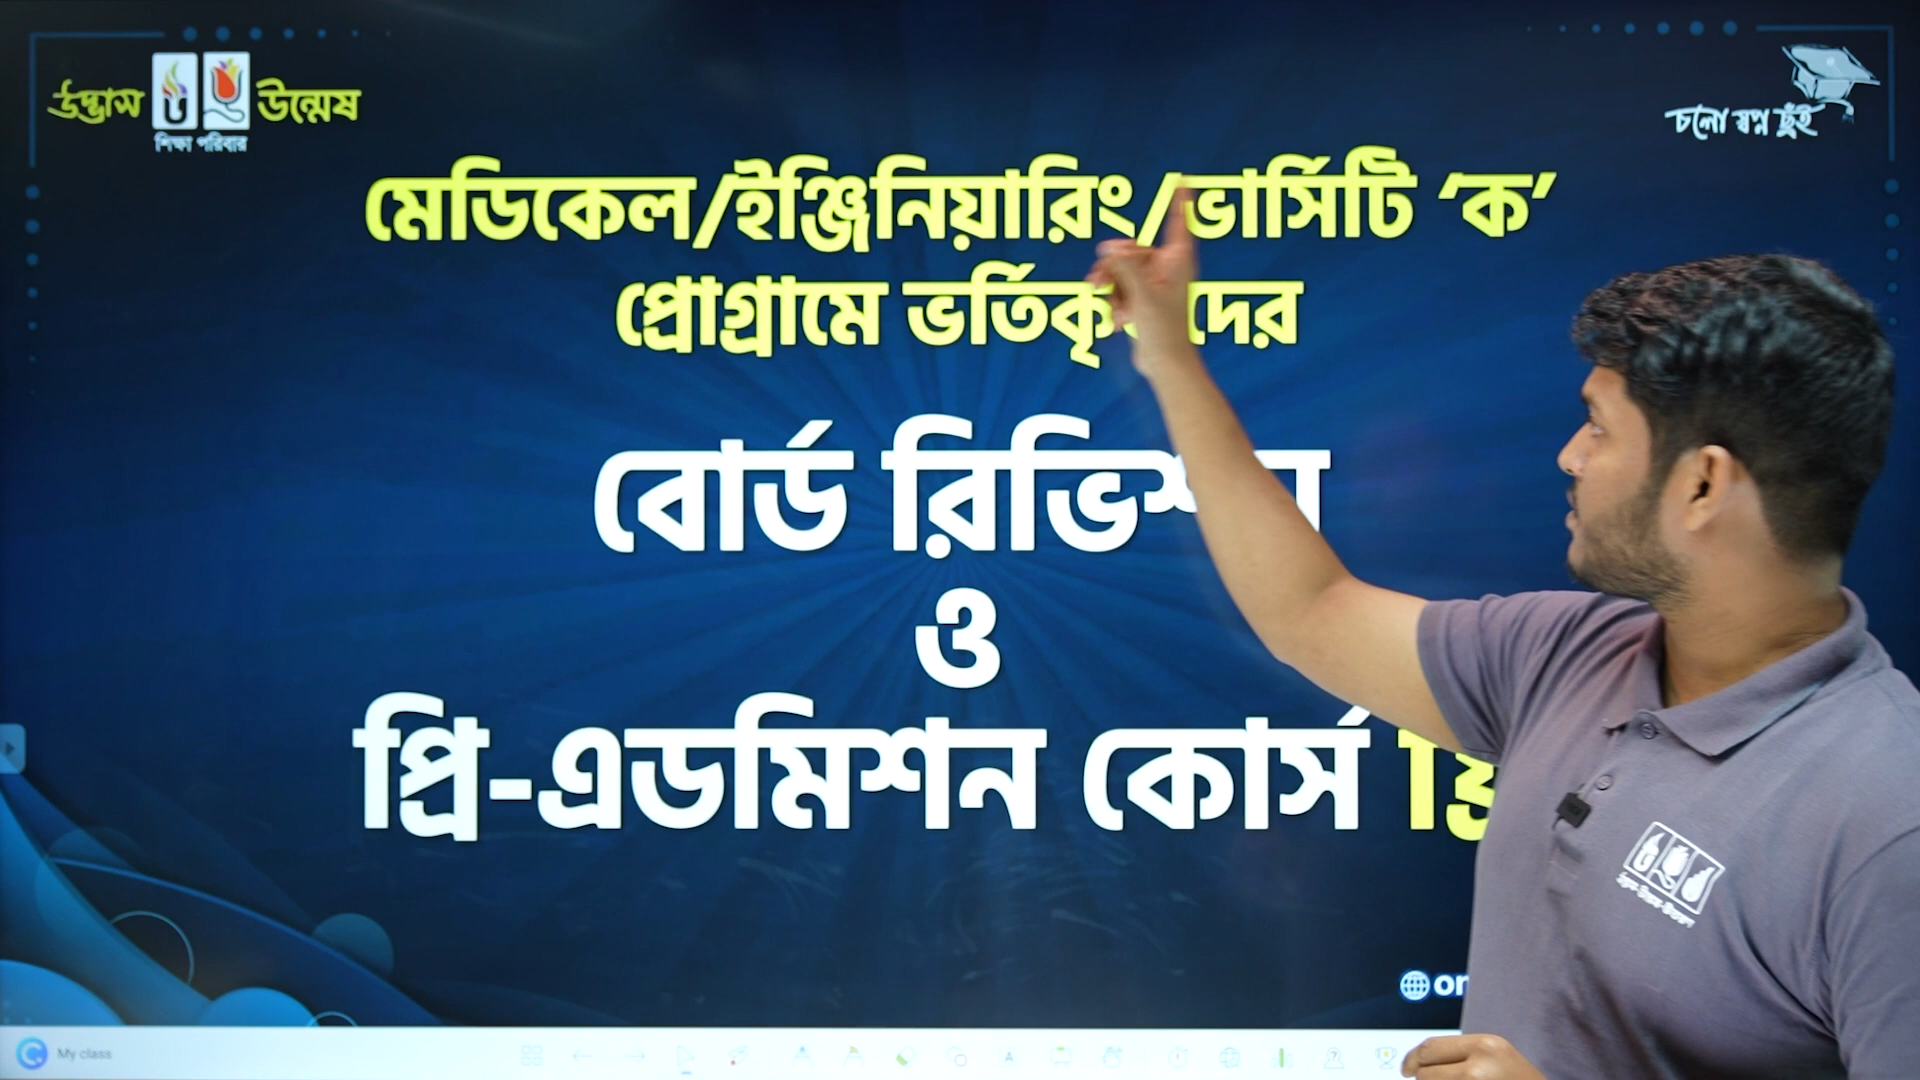 উদ্ভাস উন্মেষ
শিক্ষা পরিবার
চলো স্বপ্ন ছুঁই
মেডিকেল/ইঞ্জিনিয়ারিং/ভার্সিটি ‘ক’
প্রোগ্রামে ভর্তিকৃ দের
বোর্ড রিভিশ
ও
প্রি-এডমিশন কোর্স
My class